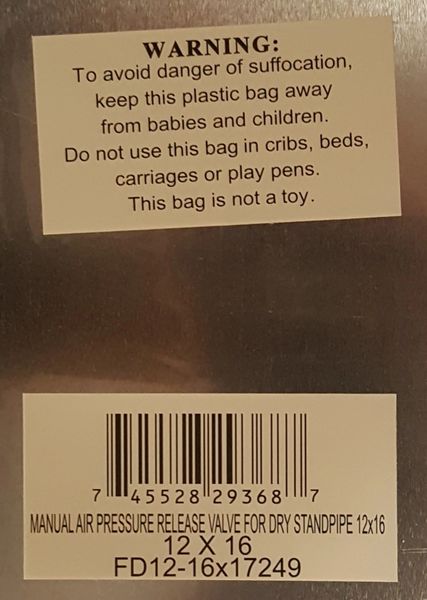 WARNING:
To avoid danger of suffocation,
keep this plastic bag away
from babies and children.
Do not use this bag in cribs, beds,
carriages or play pens.
This bag is not a toy.
7 45528 29368 7
MANUAL AIR PRESSURE RELEASE VALVE FOR DRY STANDPIPE 12x16
12 X 16
FD12-16x17249